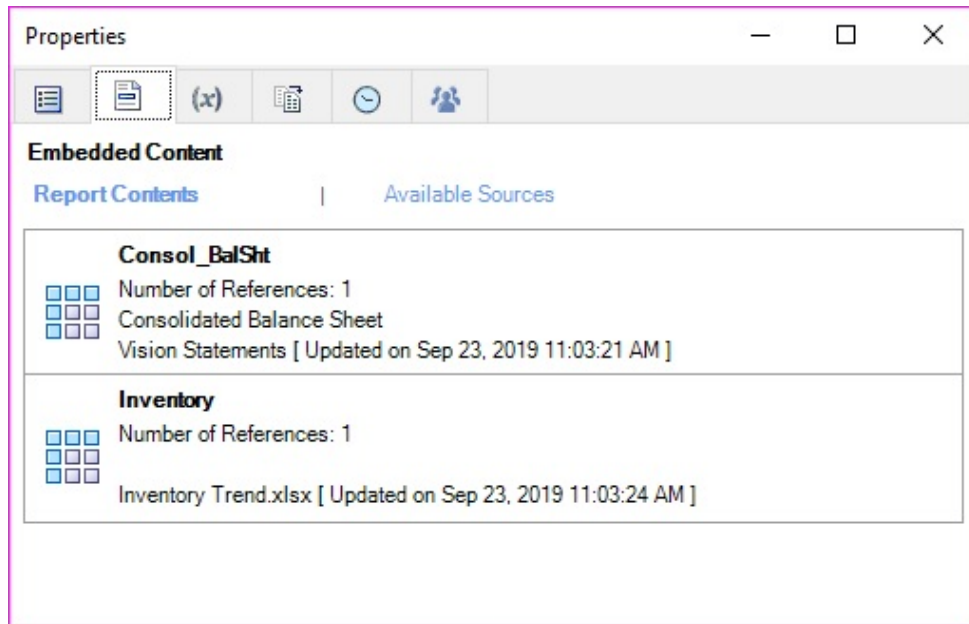 Properties
(x)
Embedded Content
Report Contents | Available Sources
Consol_BalSht
Number of References: 1
Consolidated Balance Sheet
Vision Statements [ Updated on Sep 23, 2019 11:03:21 AM ]
Inventory
Number of References: 1
Inventory Trend.xlsx [ Updated on Sep 23, 2019 11:03:24 AM ]